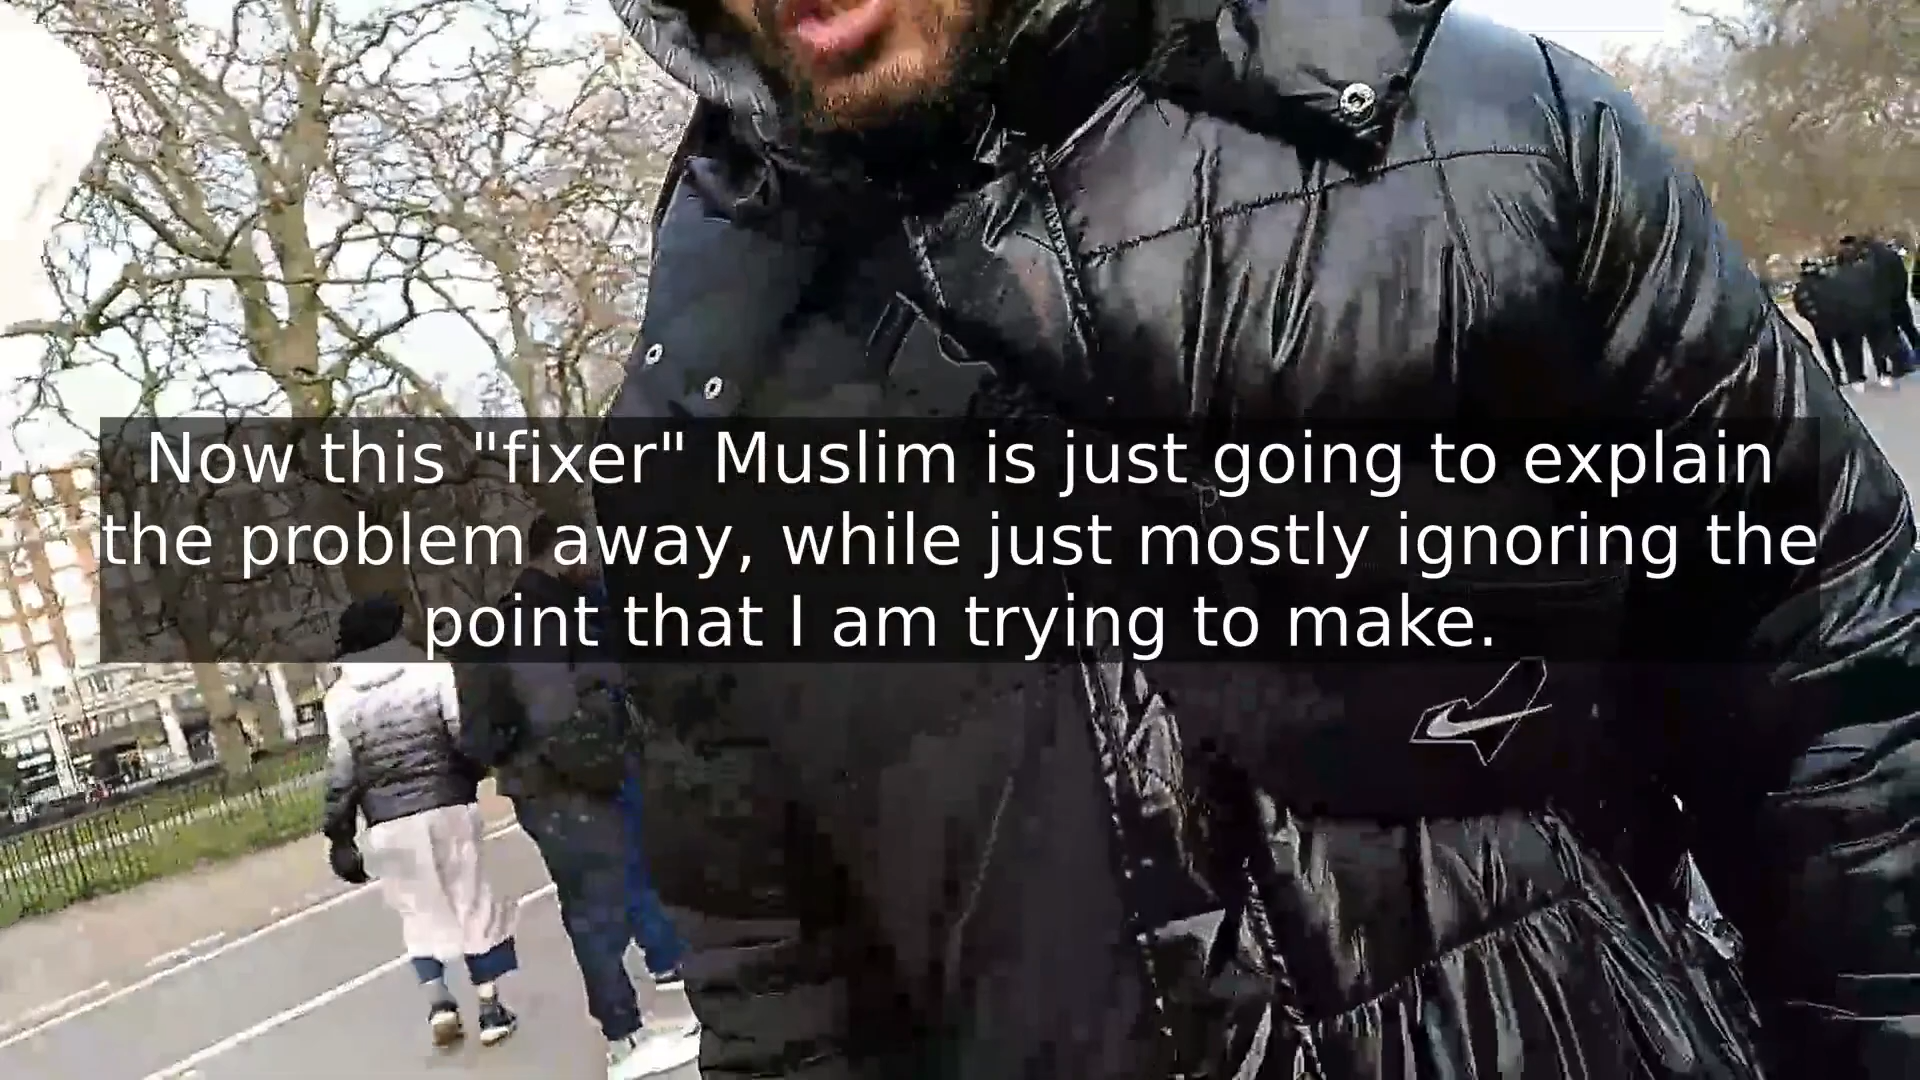 Now this "fixer" Muslim is just going to explain
the problem away, while just mostly ignoring the
point that I am trying to make.